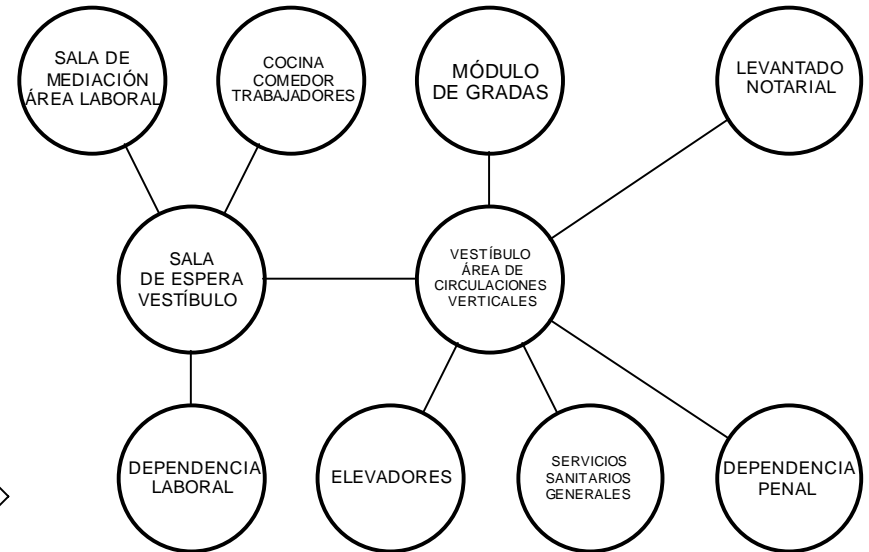 SALA DE
MEDIACIÓN
ÁREA LABORAL
COCINA
COMEDOR
TRABAJADORES
MÓDULO
DE GRADAS
LEVANTADO
NOTARIAL
SALA
DE ESPERA
VESTÍBULO
VESTÍBULO
ÁREA DE
CIRCULACIONES
VERTICALES
DEPENDENCIA
LABORAL
ELEVADORES
SERVICIOS
SANITARIOS
GENERALES
DEPENDENCIA
PENAL